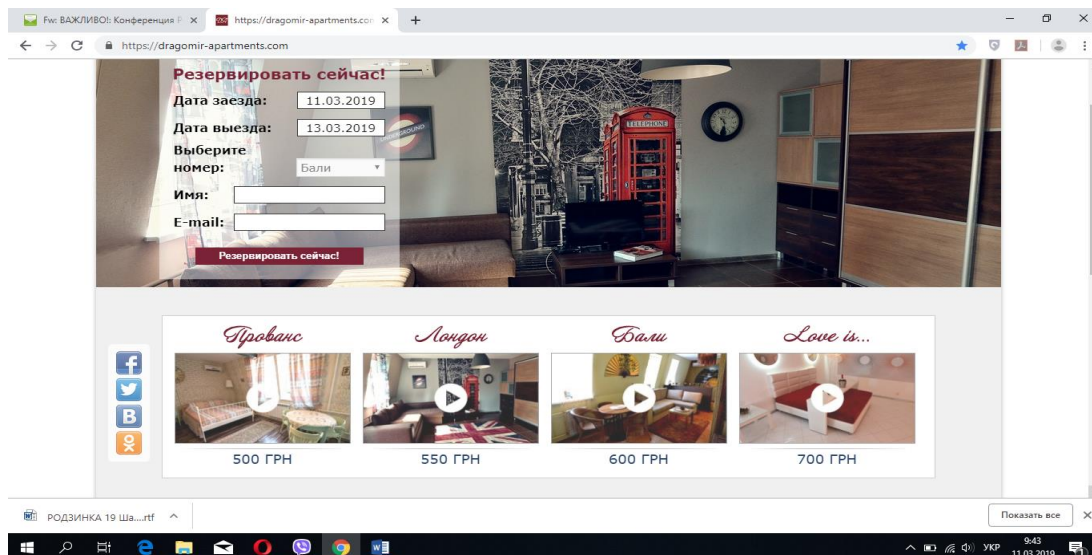 Fw: ВАЖЛИВО!: Конференция
https://dragomir-apartments.com
https://dragomir-apartments.com
Резервировать сейчас!
Дата заезда: 11.03.2019
Дата выезда: 13.03.2019
Выберите
номер: Бали
Имя:
E-mail:
Резервировать сейчас!
UNDERGROUND
TELEPHONE
Прованс Лондон Бали Love is...
500 ГРН 550 ГРН 600 ГРН 700 ГРН
РОДЗИНКА 19 Ша....rtf
Показать все
УКР
9:43
11.03.2019